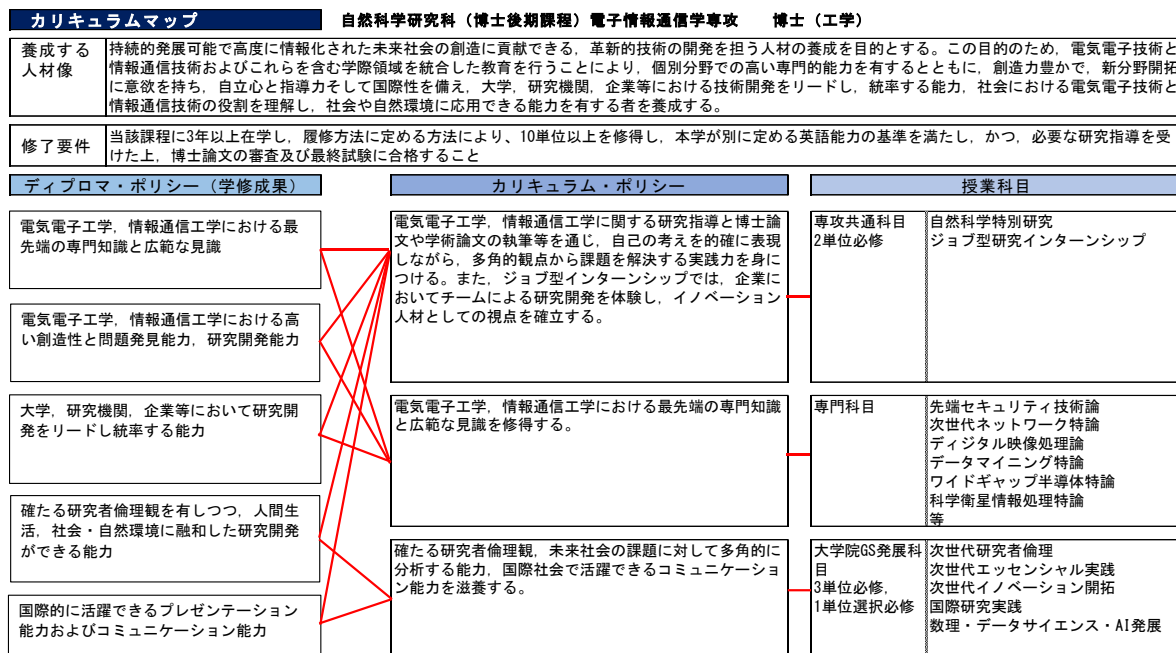 カリキュラムマップ
自然科学研究科（博士後期課程）電子情報通信学専攻　　博士（工学）
養成する
人材像
持続的発展可能で高度に情報化された未来社会の創造に貢献できる，革新的技術の開発を担う人材の養成を目的とする。この目的のため，電気電子技術と
情報通信技術およびこれらを含む学際領域を統合した教育を行うことにより，個別分野での高い専門的能力を有するとともに，創造力豊かで，新分野開拓
に意欲を持ち，自立心と指導力そして国際性を備え，大学，研究機関，企業等における技術開発をリードし，統率する能力，社会における電気電子技術と
情報通信技術の役割を理解し，社会や自然環境に応用できる能力を有する者を養成する。
修了要件
当該課程に3年以上在学し，履修方法に定める方法により，10単位以上を修得し，本学が別に定める英語能力の基準を満たし，かつ，必要な研究指導を受
けた上，博士論文の審査及び最終試験に合格すること
ディプロマ・ポリシー（学修成果）
電気電子工学，情報通信工学における最
先端の専門知識と広範な見識
電気電子工学，情報通信工学における高
い創造性と問題発見能力，研究開発能力
大学，研究機関，企業等において研究開
発をリードし統率する能力
確たる研究者倫理観を有しつつ，人間生
活，社会・自然環境に融和した研究開発
ができる能力
国際的に活躍できるプレゼンテーション
能力およびコミュニケーション能力
カリキュラム・ポリシー
電気電子工学，情報通信工学に関する研究指導と博士論
文や学術論文の執筆等を通じ，自己の考えを的確に表現
しながら，多角的観点から課題を解決する実践力を身に
つける。また，ジョブ型インターンシップでは，企業に
おいてチームによる研究開発を体験し，イノベーション
人材としての視点を確立する。
電気電子工学，情報通信工学における最先端の専門知識
と広範な見識を修得する。
確たる研究者倫理観，未来社会の課題に対して多角的に
分析する能力，国際社会で活躍できるコミュニケーショ
ン能力を滋養する。
授業科目
専攻共通科目
2単位必修
自然科学特別研究
ジョブ型研究インターンシップ
専門科目
先端セキュリティ技術論
次世代ネットワーク特論
ディジタル映像処理論
データマイニング特論
ワイドギャップ半導体特論
科学衛星情報処理特論
等
大学院GS発展科
目
3単位必修，
1単位選択必修
次世代研究者倫理
次世代エッセンシャル実践
次世代イノベーション開拓
国際研究実践
数理・データサイエンス・AI発展